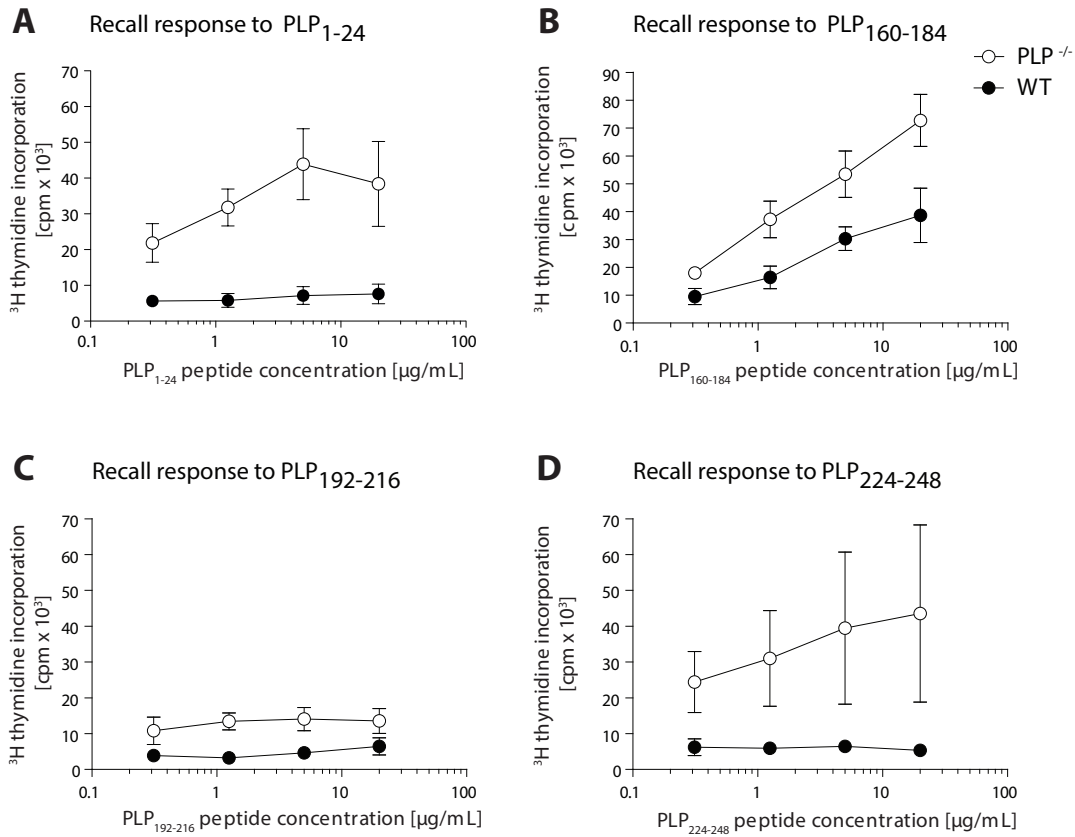 A
Recall response to PLP1-24
³H thymidine incorporation
[cpm x 10³]
70
60
50
40
30
20
10
0
0.1
1
10
100
PLP1-24 peptide concentration [µg/mL]
B
Recall response to PLP160-184
³H thymidine incorporation
[cpm x 10³]
90
80
70
60
50
40
30
20
10
0
0.1
1
10
100
PLP160-184 peptide concentration [µg/mL]
PLP -/-
WT
C
Recall response to PLP192-216
³H thymidine incorporation
[cpm x 10³]
70
60
50
40
30
20
10
0
0.1
1
10
100
PLP192-216 peptide concentration [µg/mL]
D
Recall response to PLP224-248
³H thymidine incorporation
[cpm x 10³]
70
60
50
40
30
20
10
0
0.1
1
10
100
PLP224-248 peptide concentration [µg/mL]